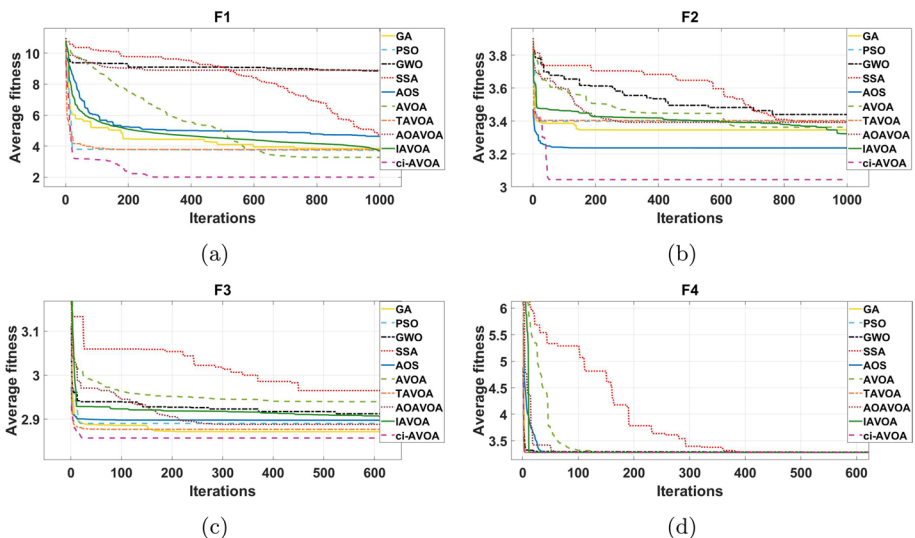 F1
Average fitness
10
8
6
4
2
0 200 400 600 800 1000
Iterations
GA
PSO
GWO
SSA
AOS
AVOA
TAVOA
AOAVOA
IAVOA
ci-AVOA
(a)
F2
Average fitness
3.8
3.6
3.4
3.2
3
0 200 400 600 800 1000
Iterations
GA
PSO
GWO
SSA
AOS
AVOA
TAVOA
AOAVOA
IAVOA
ci-AVOA
(b)
F3
Average fitness
3.1
3
2.9
0 100 200 300 400 500 600
Iterations
GA
PSO
GWO
SSA
AOS
AVOA
TAVOA
AOAVOA
IAVOA
ci-AVOA
(c)
F4
Average fitness
6
5.5
5
4.5
4
3.5
0 100 200 300 400 500 600
Iterations
GA
PSO
GWO
SSA
AOS
AVOA
TAVOA
AOAVOA
IAVOA
ci-AVOA
(d)